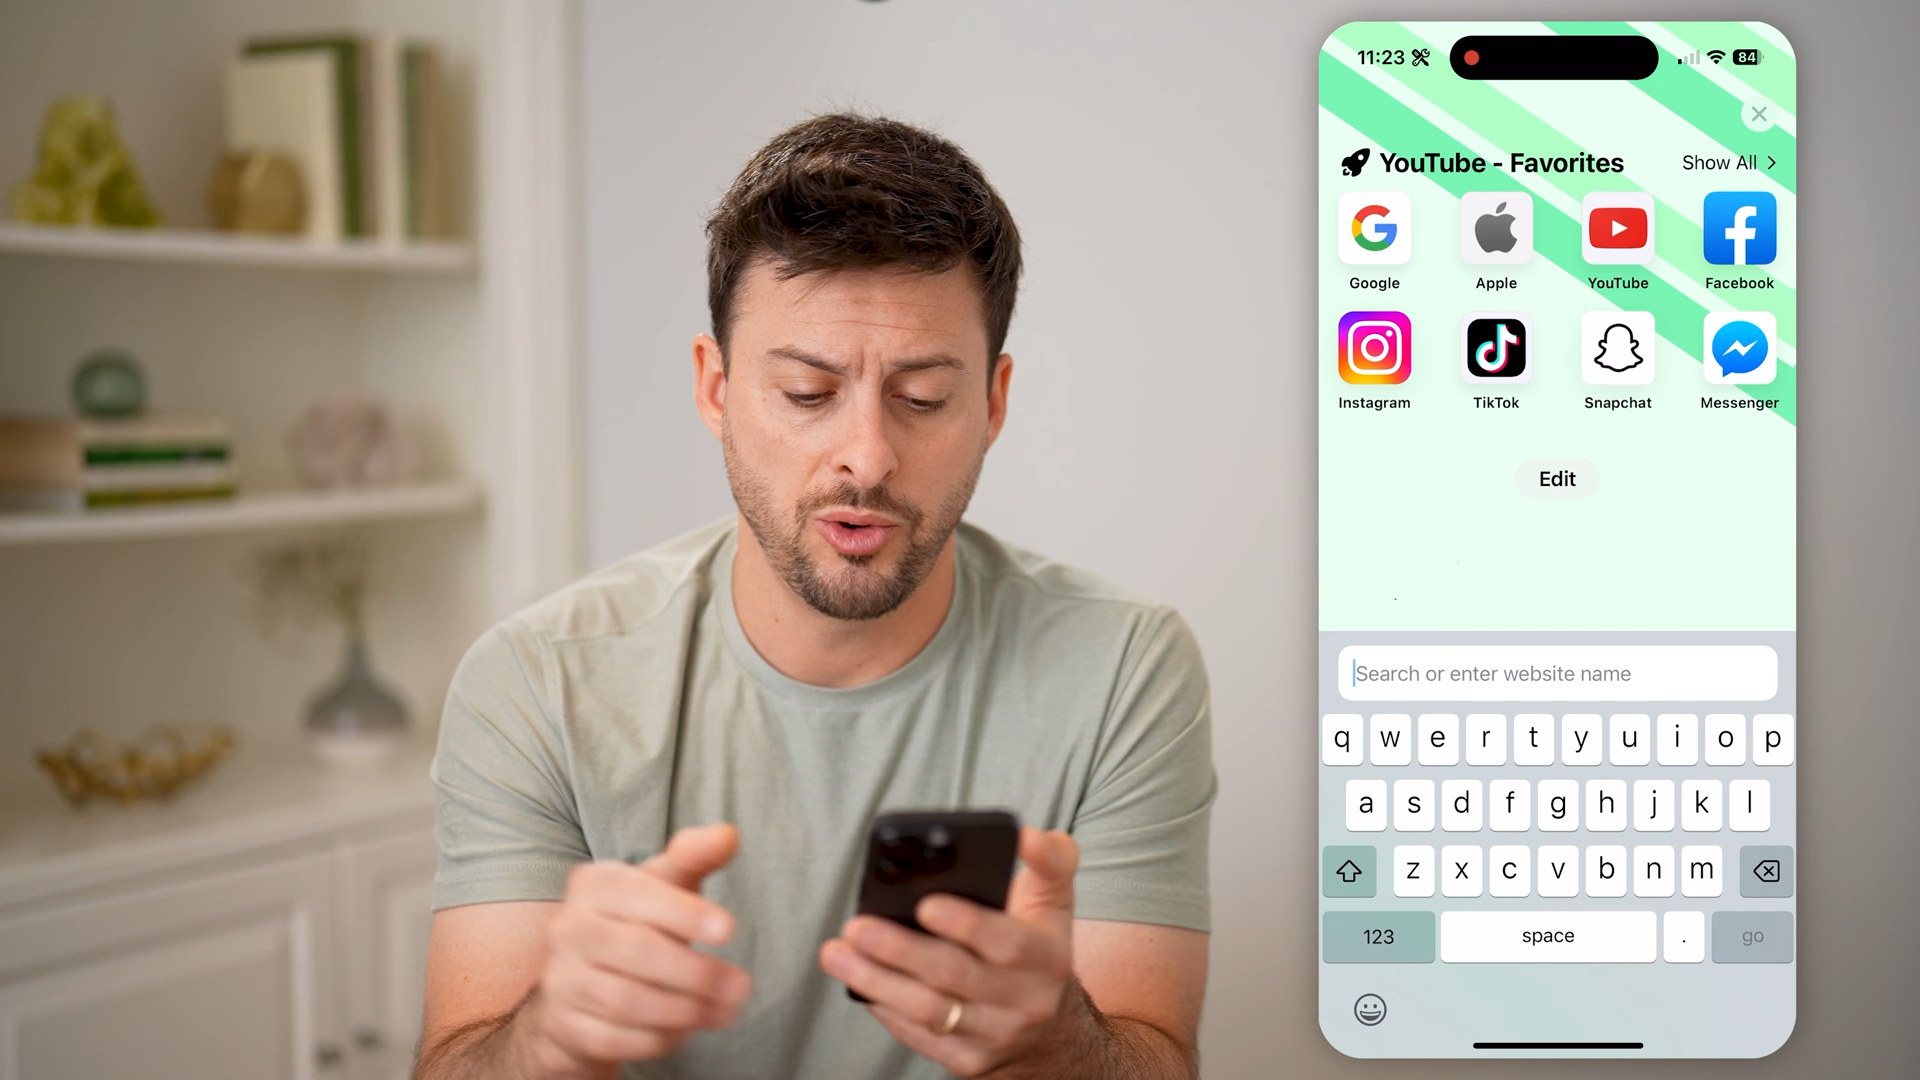 11:23
84
YouTube - Favorites
Show All
Google
Apple
YouTube
Facebook
Instagram
TikTok
Snapchat
Messenger
Edit
Search or enter website name
q w e r t y u i o p
a s d f g h j k l
z x c v b n m
123 space . go